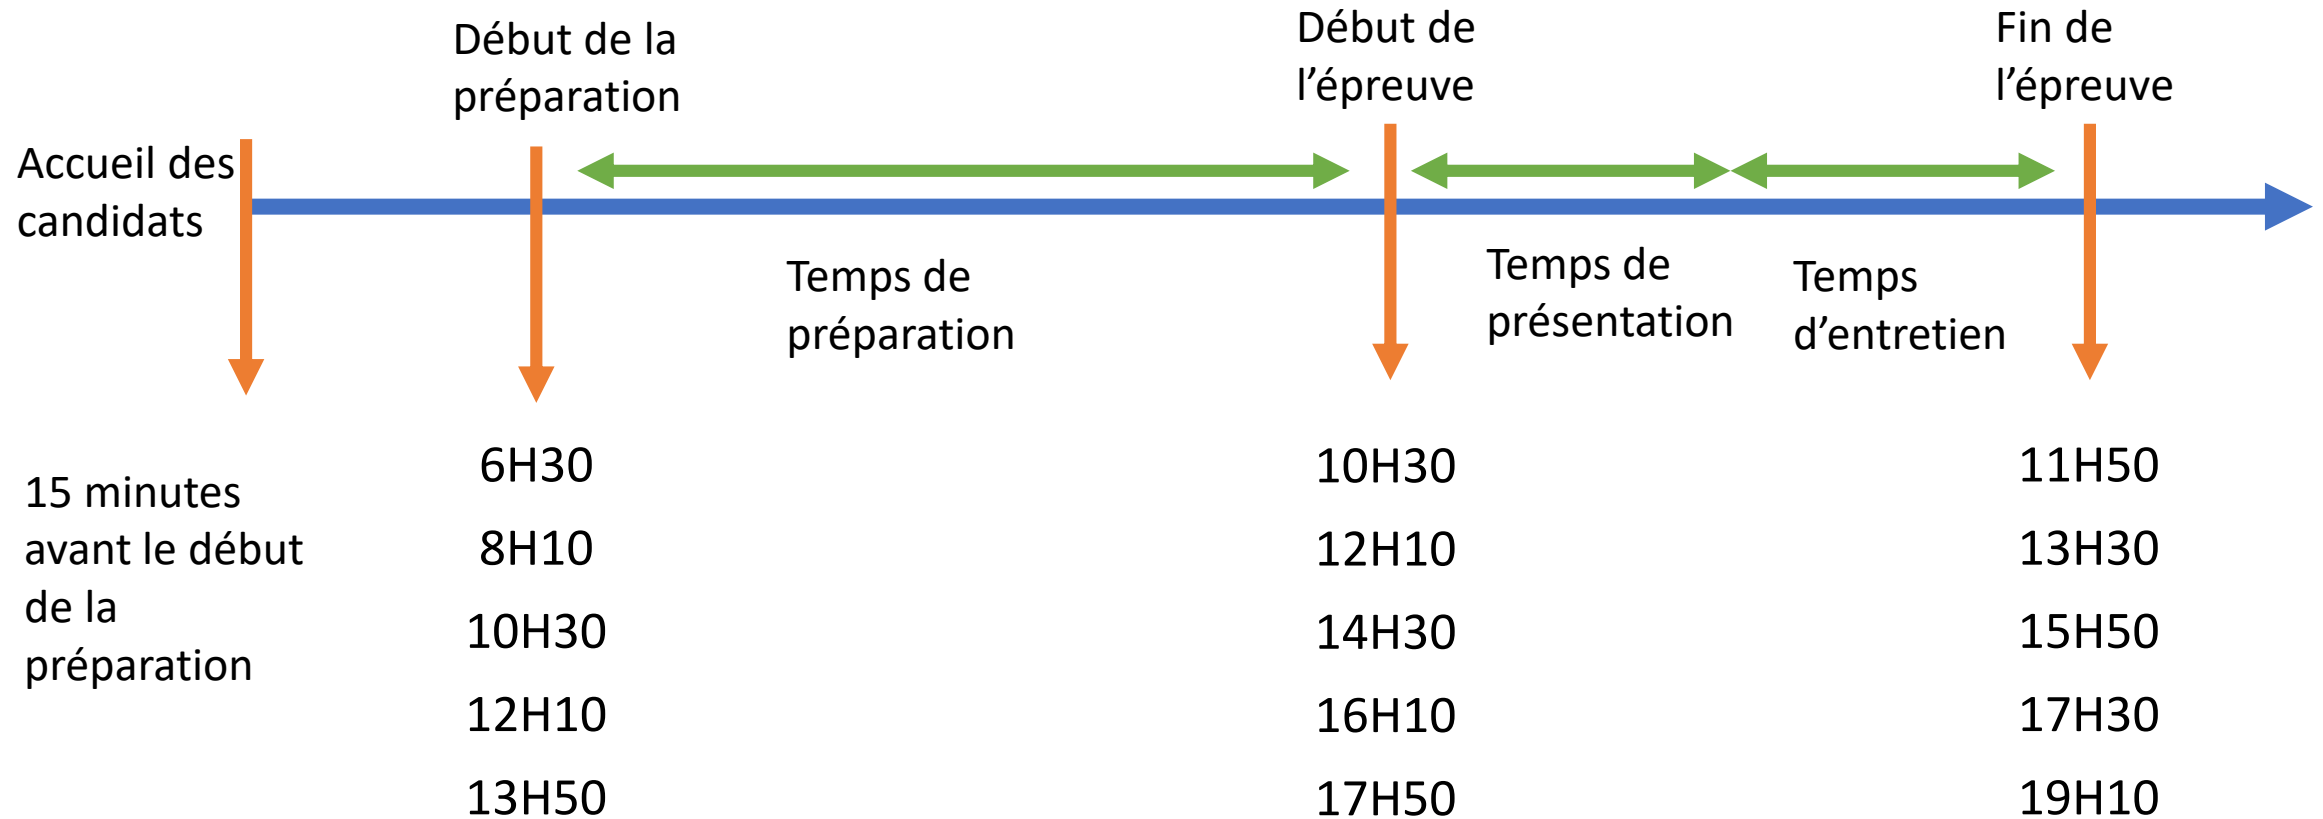 Accueil des
candidats
Début de la
préparation
Début de
l’épreuve
Fin de
l’épreuve
Temps de
préparation
Temps de
présentation
Temps
d’entretien
15 minutes
avant le début
de la
préparation
6H30
10H30
11H50
8H10
12H10
13H30
10H30
14H30
15H50
12H10
16H10
17H30
13H50
17H50
19H10